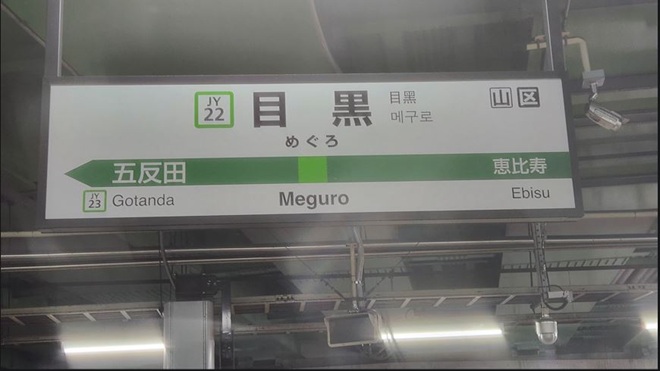 JY
22
目黒
目黑
메구로
山区
めぐろ
五反田
恵比寿
JY
23
Gotanda
Meguro
Ebisu